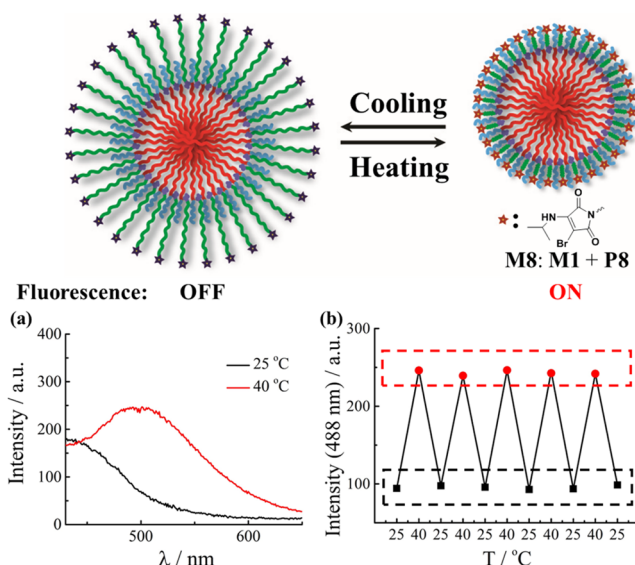 Cooling
Heating
HN
O
N
O
Br
M8: M1 + P8
Fluorescence: OFF ON
(a)
400
300
200
100
0
500
600
Intensity / a.u.
λ / nm
25 °C
40 °C
(b)
300
200
100
Intensity (488 nm) / a.u.
25 40 25 40 25 40 25 40 25 40 25
T / °C